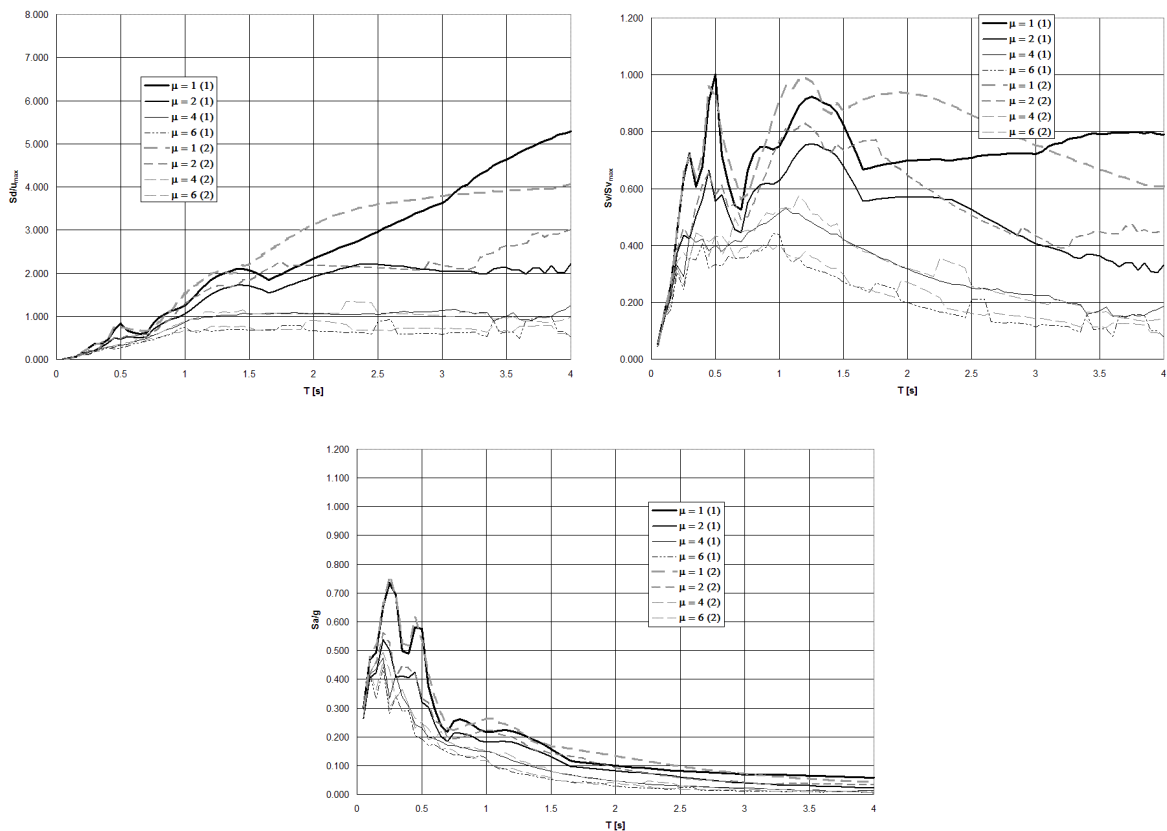 8.000
7.000
6.000
5.000
4.000
3.000
2.000
1.000
0.000
Sd/u_max
0
0.5
1
1.5
2
2.5
3
3.5
4
T [s]
μ = 1 (1)
μ = 2 (1)
μ = 4 (1)
μ = 6 (1)
μ = 1 (2)
μ = 2 (2)
μ = 4 (2)
μ = 6 (2)
1.200
1.000
0.800
0.600
0.400
0.200
0.000
Sv/Sv_max
0
0.5
1
1.5
2
2.5
3
3.5
4
T [s]
μ = 1 (1)
μ = 2 (1)
μ = 4 (1)
μ = 6 (1)
μ = 1 (2)
μ = 2 (2)
μ = 4 (2)
μ = 6 (2)
1.200
1.100
1.000
0.900
0.800
0.700
0.600
0.500
0.400
0.300
0.200
0.100
0.000
Sa/g
0
0.5
1
1.5
2
2.5
3
3.5
4
T [s]
μ = 1 (1)
μ = 2 (1)
μ = 4 (1)
μ = 6 (1)
μ = 1 (2)
μ = 2 (2)
μ = 4 (2)
μ = 6 (2)